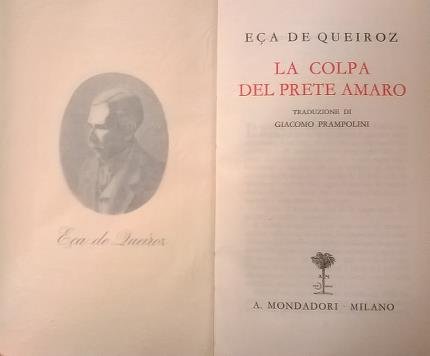 Eça de Queiroz
EÇA DE QUEIROZ
LA COLPA
DEL PRETE AMARO
TRADUZIONE DI
GIACOMO PRAMPOLINI
A. MONDADORI · MILANO